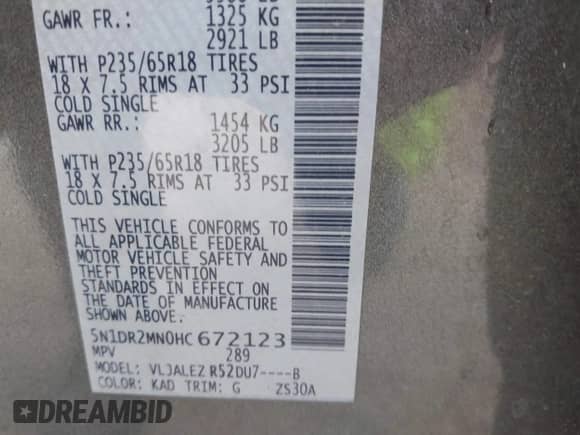 GAWR FR.: 1325 KG
2921 LB
WITH P235/65R18 TIRES
18 X 7.5 RIMS AT 33 PSI
COLD SINGLE
GAWR RR.: 1454 KG
3205 LB
WITH P235/65R18 TIRES
18 X 7.5 RIMS AT 33 PSI
COLD SINGLE
THIS VEHICLE CONFORMS TO
ALL APPLICABLE FEDERAL
MOTOR VEHICLE SAFETY AND
THEFT PREVENTION
STANDARDS IN EFFECT ON
THE DATE OF MANUFACTURE
SHOWN ABOVE.
5N1DR2MN0HC 672123
MPV 289
MODEL: VLJALEZ R52DU7----B
COLOR: KAD TRIM: G ZS30A
DREAMBID